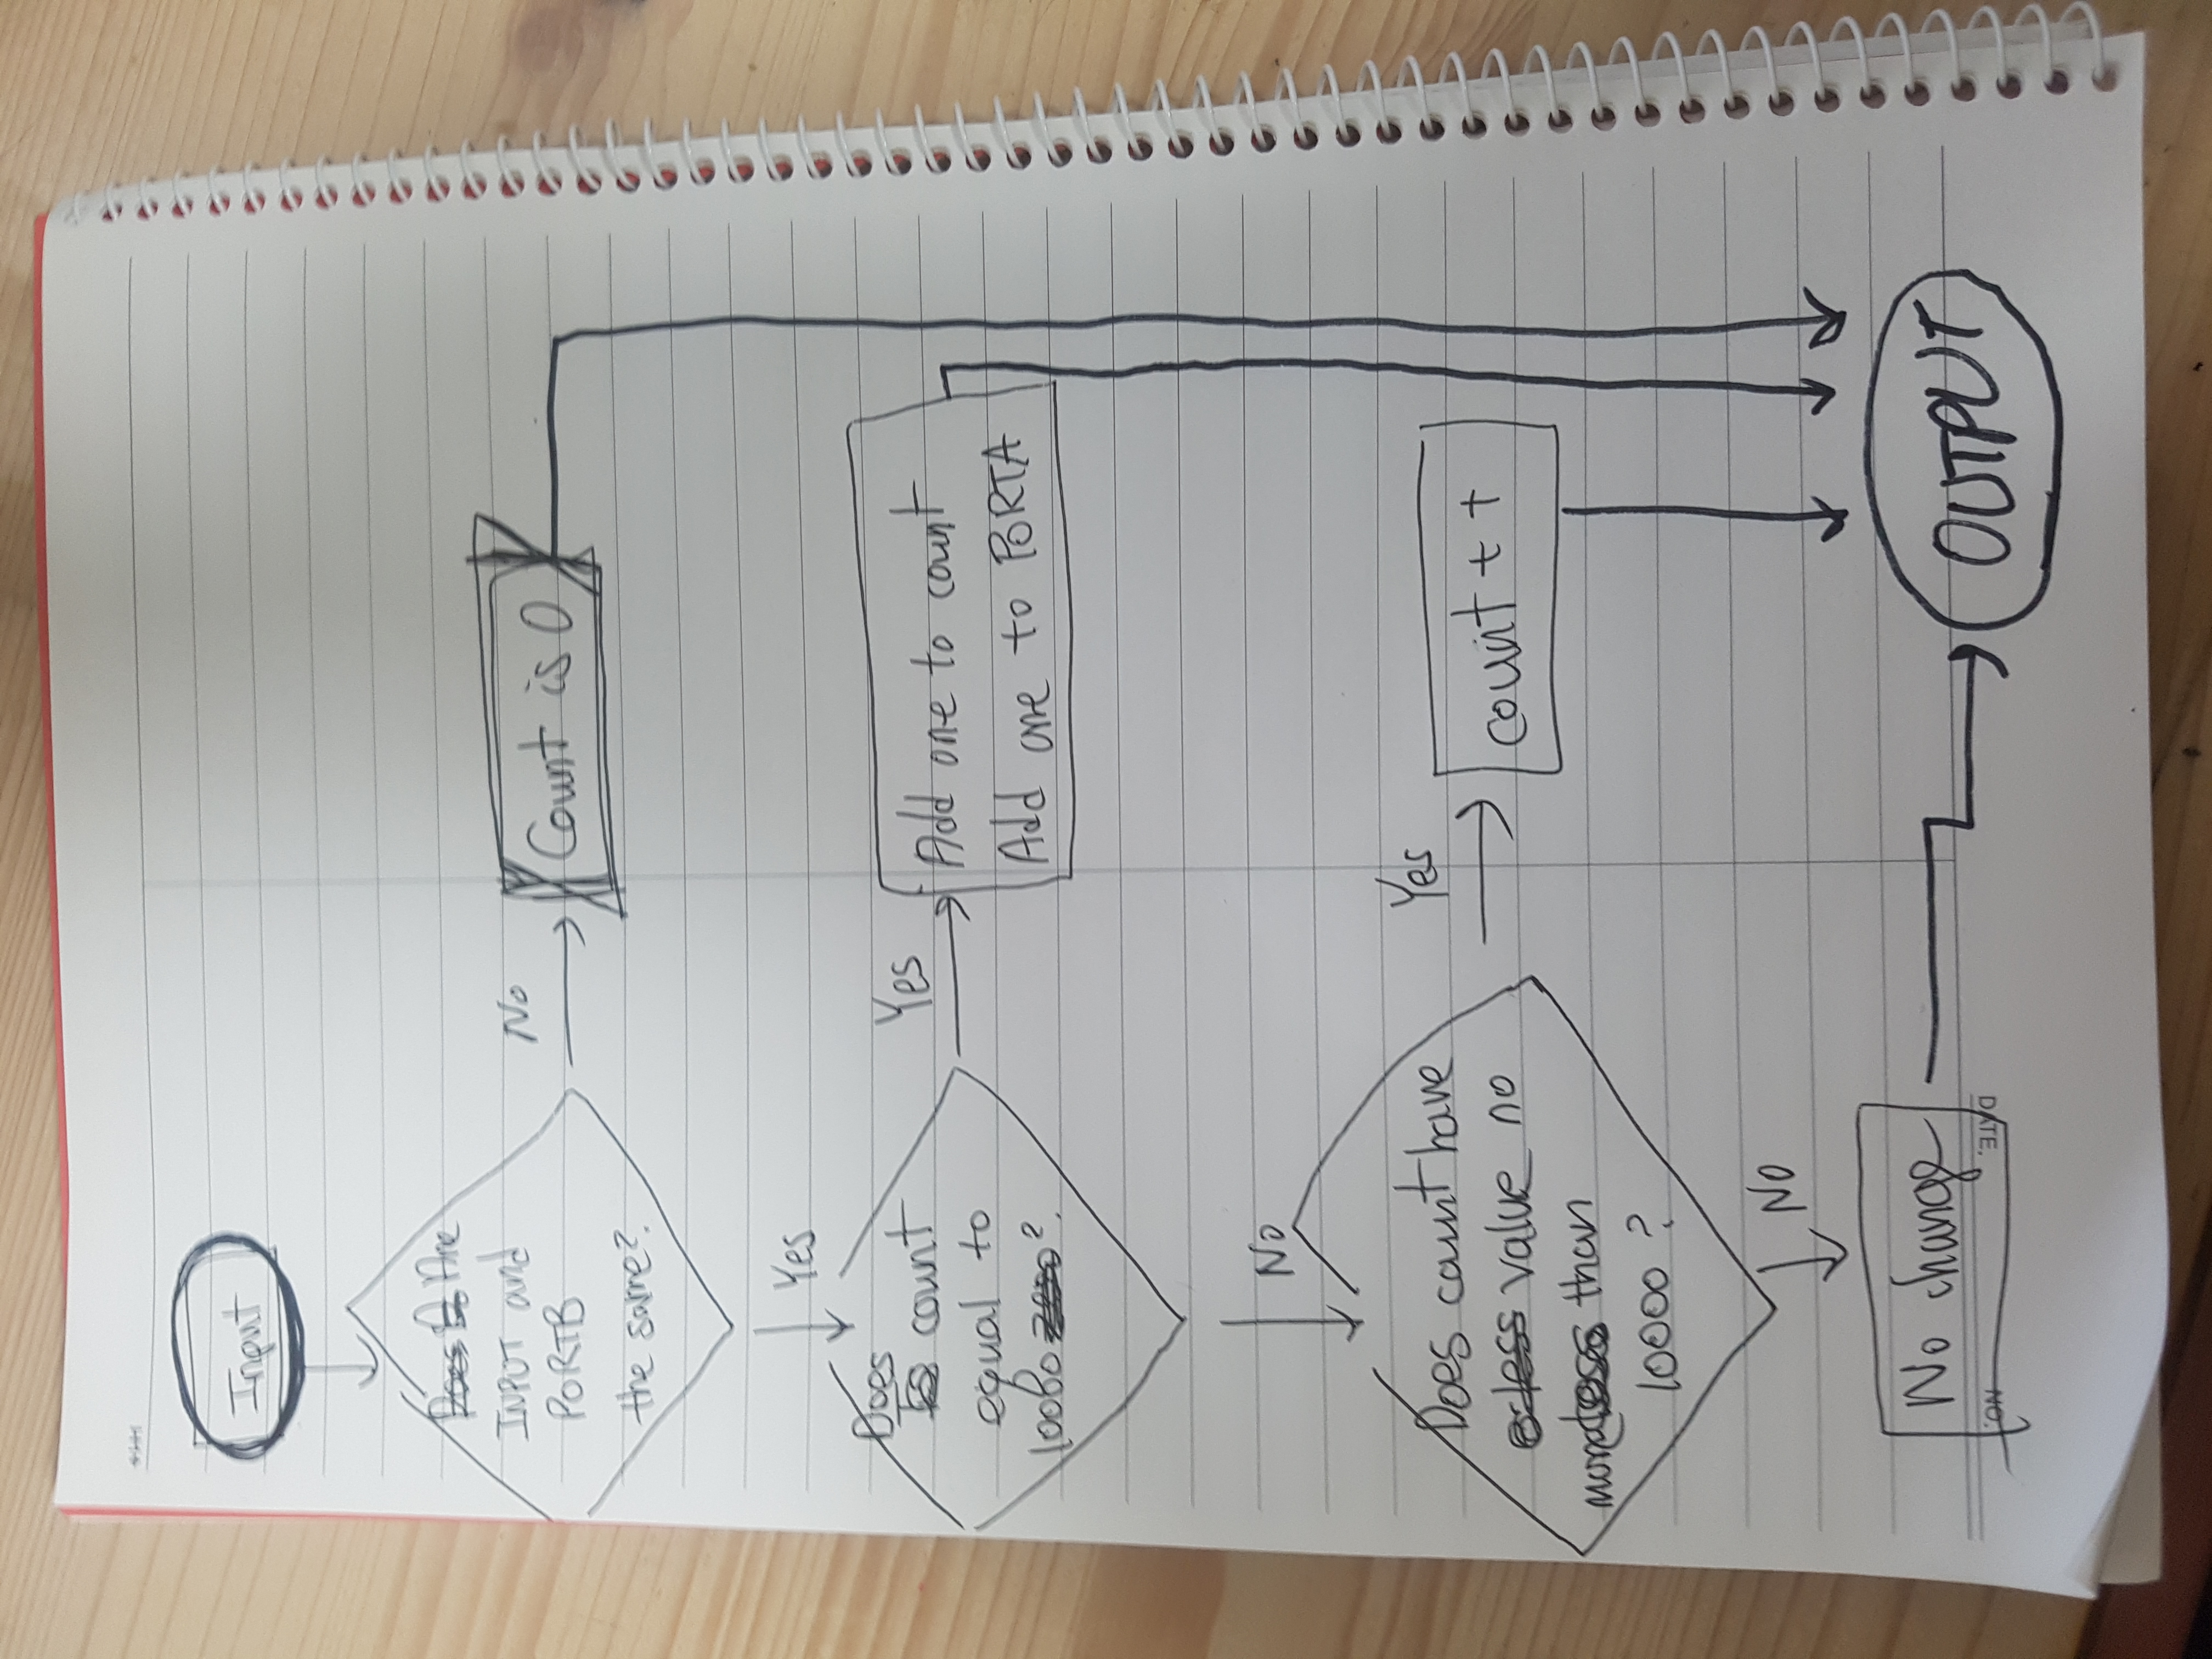 Input
Does Are
INPUT and
PORTB
the same?
No
Count is 0
Yes
Does
Is count
equal to
10000 zero?
Yes
Add one to count
Add one to PORTA
No
Does count have
value no
more than
10000 ?
Yes
count ++
NO
No change
NO.
DATE.
OUTPUT